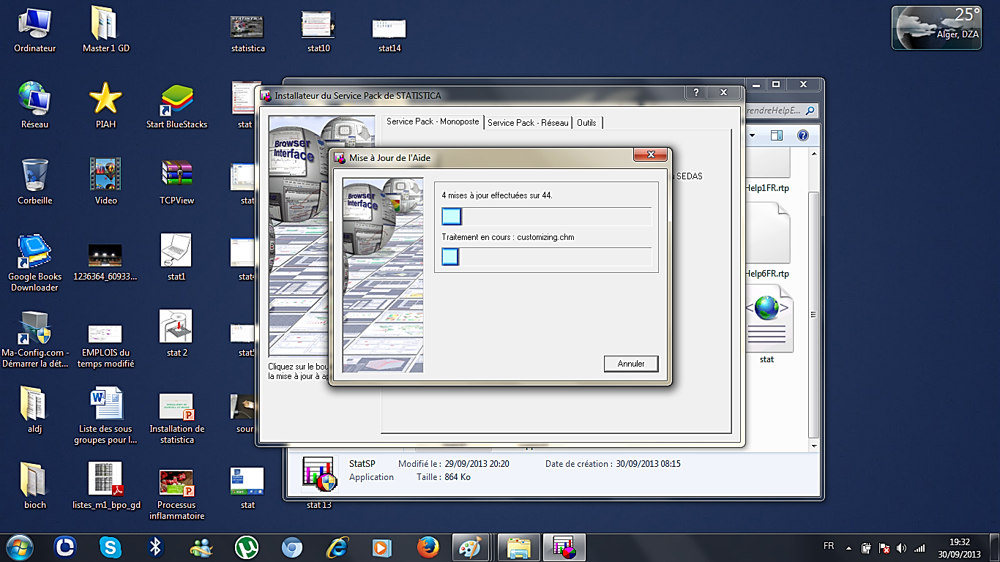 Ordinateur
Master 1 GD
statistica
stat10
stat14
25°
Alger, DZA
Réseau
PIAH
Start BlueStacks
stat
Corbeille
Video
TCPView
stat
Google Books
Downloader
1236364_60933...
stat1
stat4
Ma-Config.com -
Démarrer la dét...
EMPLOIS du
temps modifié
stat 2
aldj
Liste des sous
groupes pour l...
Installation de
statistica
sour
bioch
listes_m1_bpo_gd
Processus
inflammatoire
stat
stat 13
Installateur du Service Pack de STATISTICA
Service Pack - Monoposte
Service Pack - Réseau
Outils
Browser
Interface
SEDAS
Cliquez sur le bou
la mise à jour à ap
Mise à Jour de l'Aide
Browser
Interface
4 mises à jour effectuées sur 44.
Traitement en cours : customizing.chm
Annuler
rendreHelpE...
Help1FR.rtp
Help6FR.rtp
stat
StatSP
Modifié le : 29/09/2013 20:20
Date de création : 30/09/2013 08:15
Application
Taille : 864 Ko
FR
19:32
30/09/2013